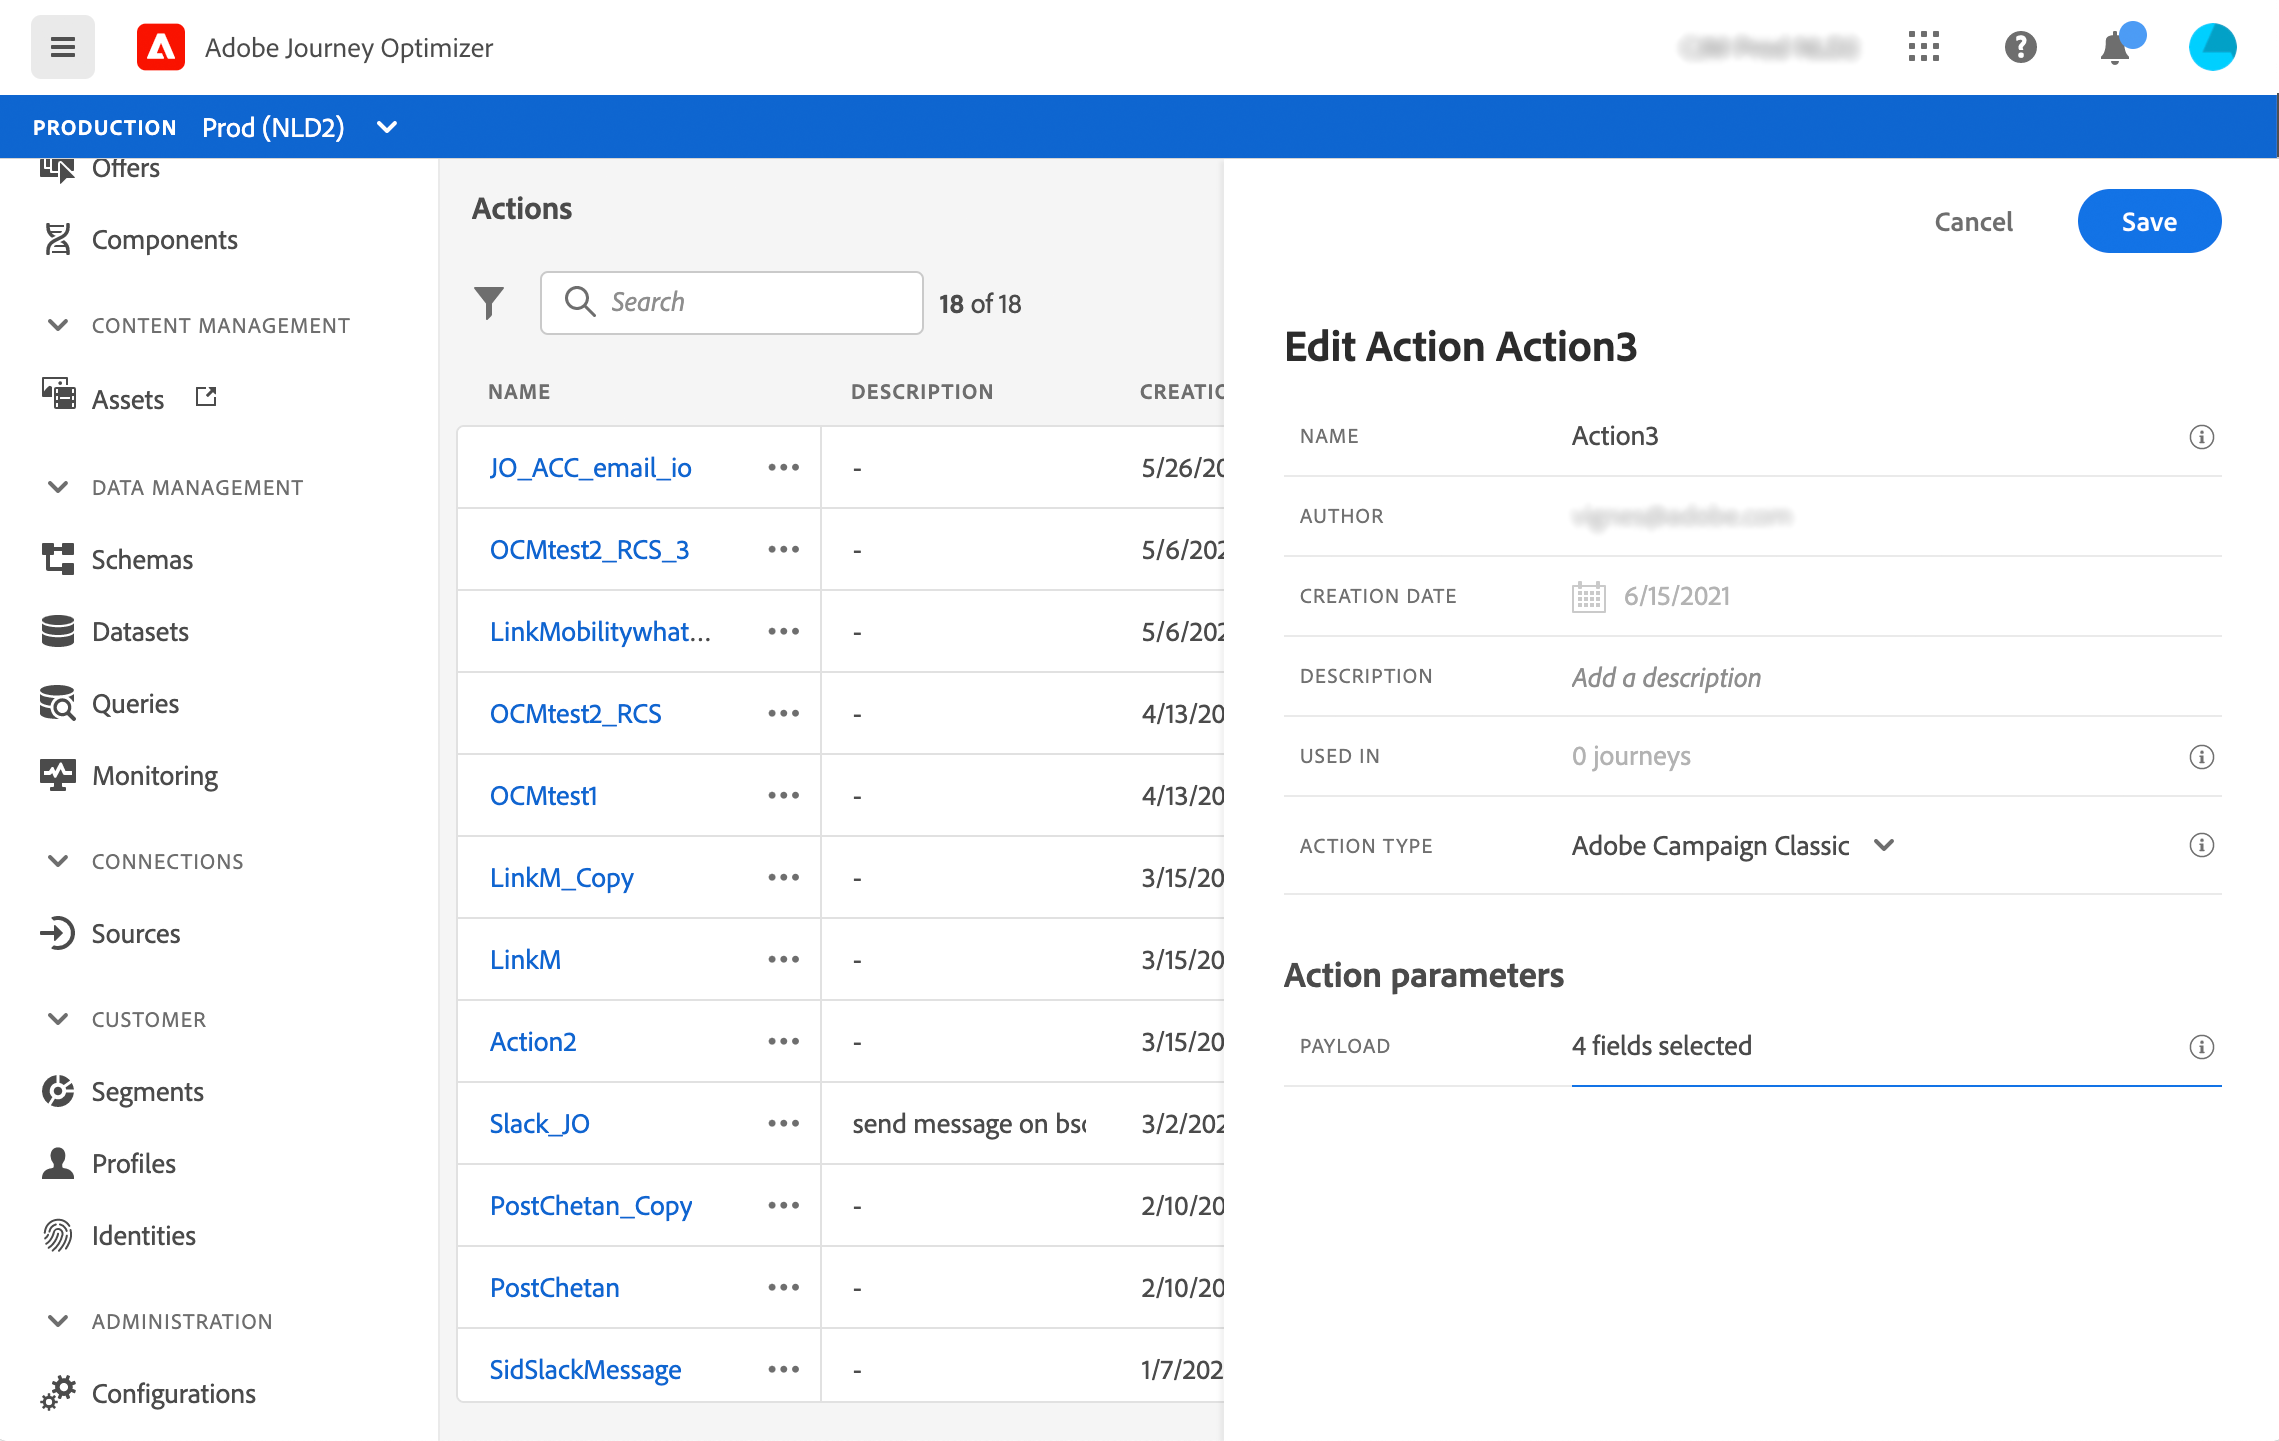 Adobe Journey Optimizer
PRODUCTION Prod (NLD2)
Offers
Components
CONTENT MANAGEMENT
Assets
DATA MANAGEMENT
Schemas
Datasets
Queries
Monitoring
CONNECTIONS
Sources
CUSTOMER
Segments
Profiles
Identities
ADMINISTRATION
Configurations
Actions
Search 18 of 18
NAME DESCRIPTION CREATIO
JO_ACC_email_io ••• - 5/26/20
OCMtest2_RCS_3 ••• - 5/6/202
LinkMobilitywhat... ••• - 5/6/202
OCMtest2_RCS ••• - 4/13/20
OCMtest1 ••• - 4/13/20
LinkM_Copy ••• - 3/15/20
LinkM ••• - 3/15/20
Action2 ••• - 3/15/20
Slack_JO ••• send message on bs 3/2/202
PostChetan_Copy ••• - 2/10/20
PostChetan ••• - 2/10/20
SidSlackMessage ••• - 1/7/202
Cancel Save
Edit Action Action3
NAME Action3
AUTHOR
CREATION DATE 6/15/2021
DESCRIPTION Add a description
USED IN 0 journeys
ACTION TYPE Adobe Campaign Classic
Action parameters
PAYLOAD 4 fields selected